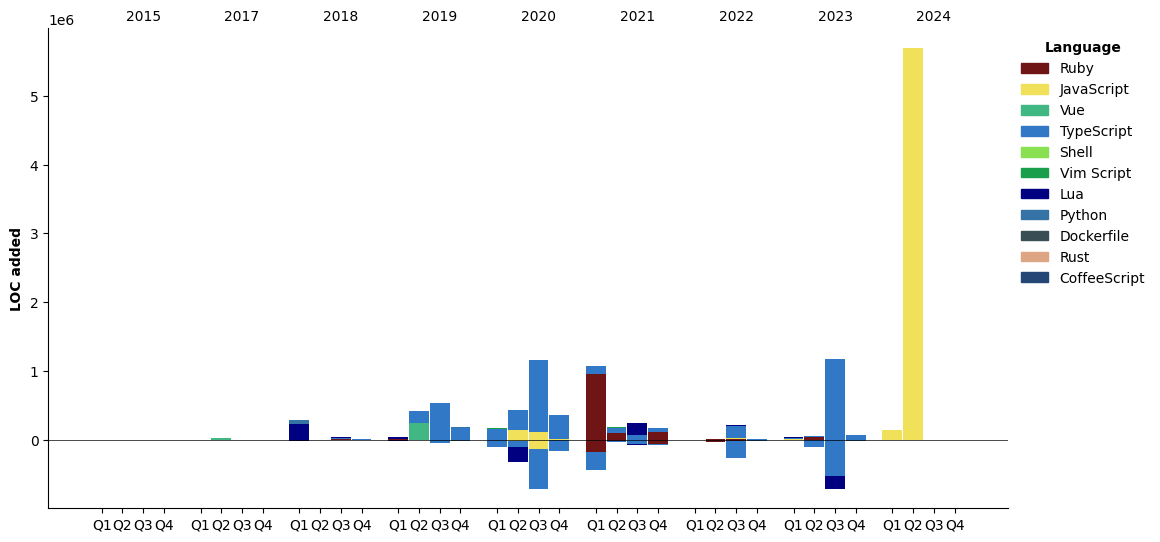 1e6
2015 2017 2018 2019 2020 2021 2022 2023 2024
LOC added
5
4
3
2
1
0
Q1 Q2 Q3 Q4 Q1 Q2 Q3 Q4 Q1 Q2 Q3 Q4 Q1 Q2 Q3 Q4 Q1 Q2 Q3 Q4 Q1 Q2 Q3 Q4 Q1 Q2 Q3 Q4 Q1 Q2 Q3 Q4 Q1 Q2 Q3 Q4
Language
Ruby
JavaScript
Vue
TypeScript
Shell
Vim Script
Lua
Python
Dockerfile
Rust
CoffeeScript